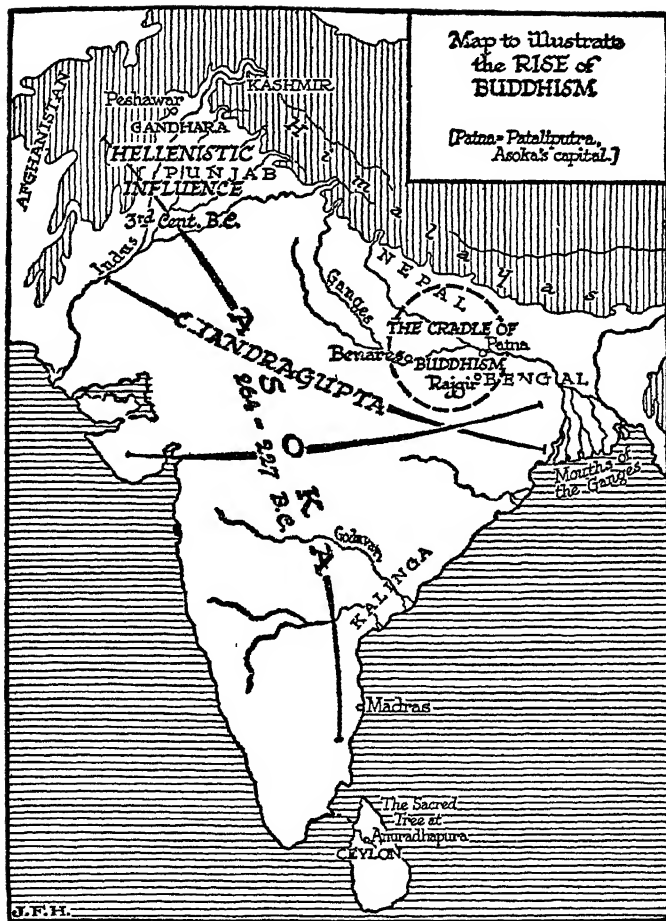 Map to illustrate
the RISE of
BUDDHISM
[Patna = Pataliputra,
Asoka's capital.]
AFGHANISTAN
KASHMIR
Peshawar
GANDHARA
HELLENISTIC
PUNJAB
INFLUENCE
3rd Cent. B.C.
Indus
Himalayas
NEPAL
Ganges
THE CRADLE OF
Patna
Benares
BUDDHISM
Rajgir
BENGAL
CHANDRAGUPTA
ASOKA
264 = 227 B.C.
Mouths of
the Ganges
Godavari
KALINGA
Madras
The Sacred
Tree at
Anuradhapura
CEYLON
J.F.H.